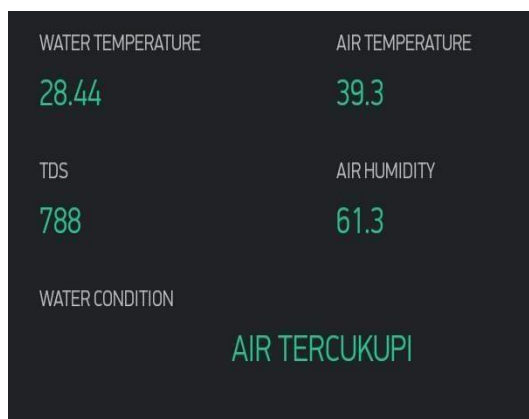 WATER TEMPERATURE AIR TEMPERATURE
28.44 39.3
TDS AIR HUMIDITY
788 61.3
WATER CONDITION
AIR TERCUKUPI